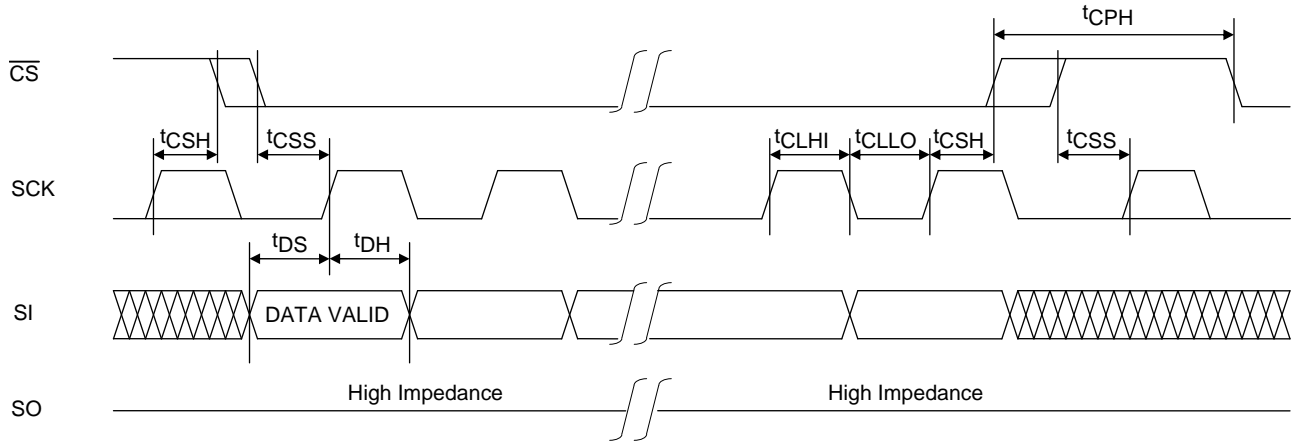 tCPH
CS
tCSH tCSS tCLHI tCLLO tCSH tCSS
SCK
tDS tDH
SI DATA VALID
High Impedance High Impedance
SO